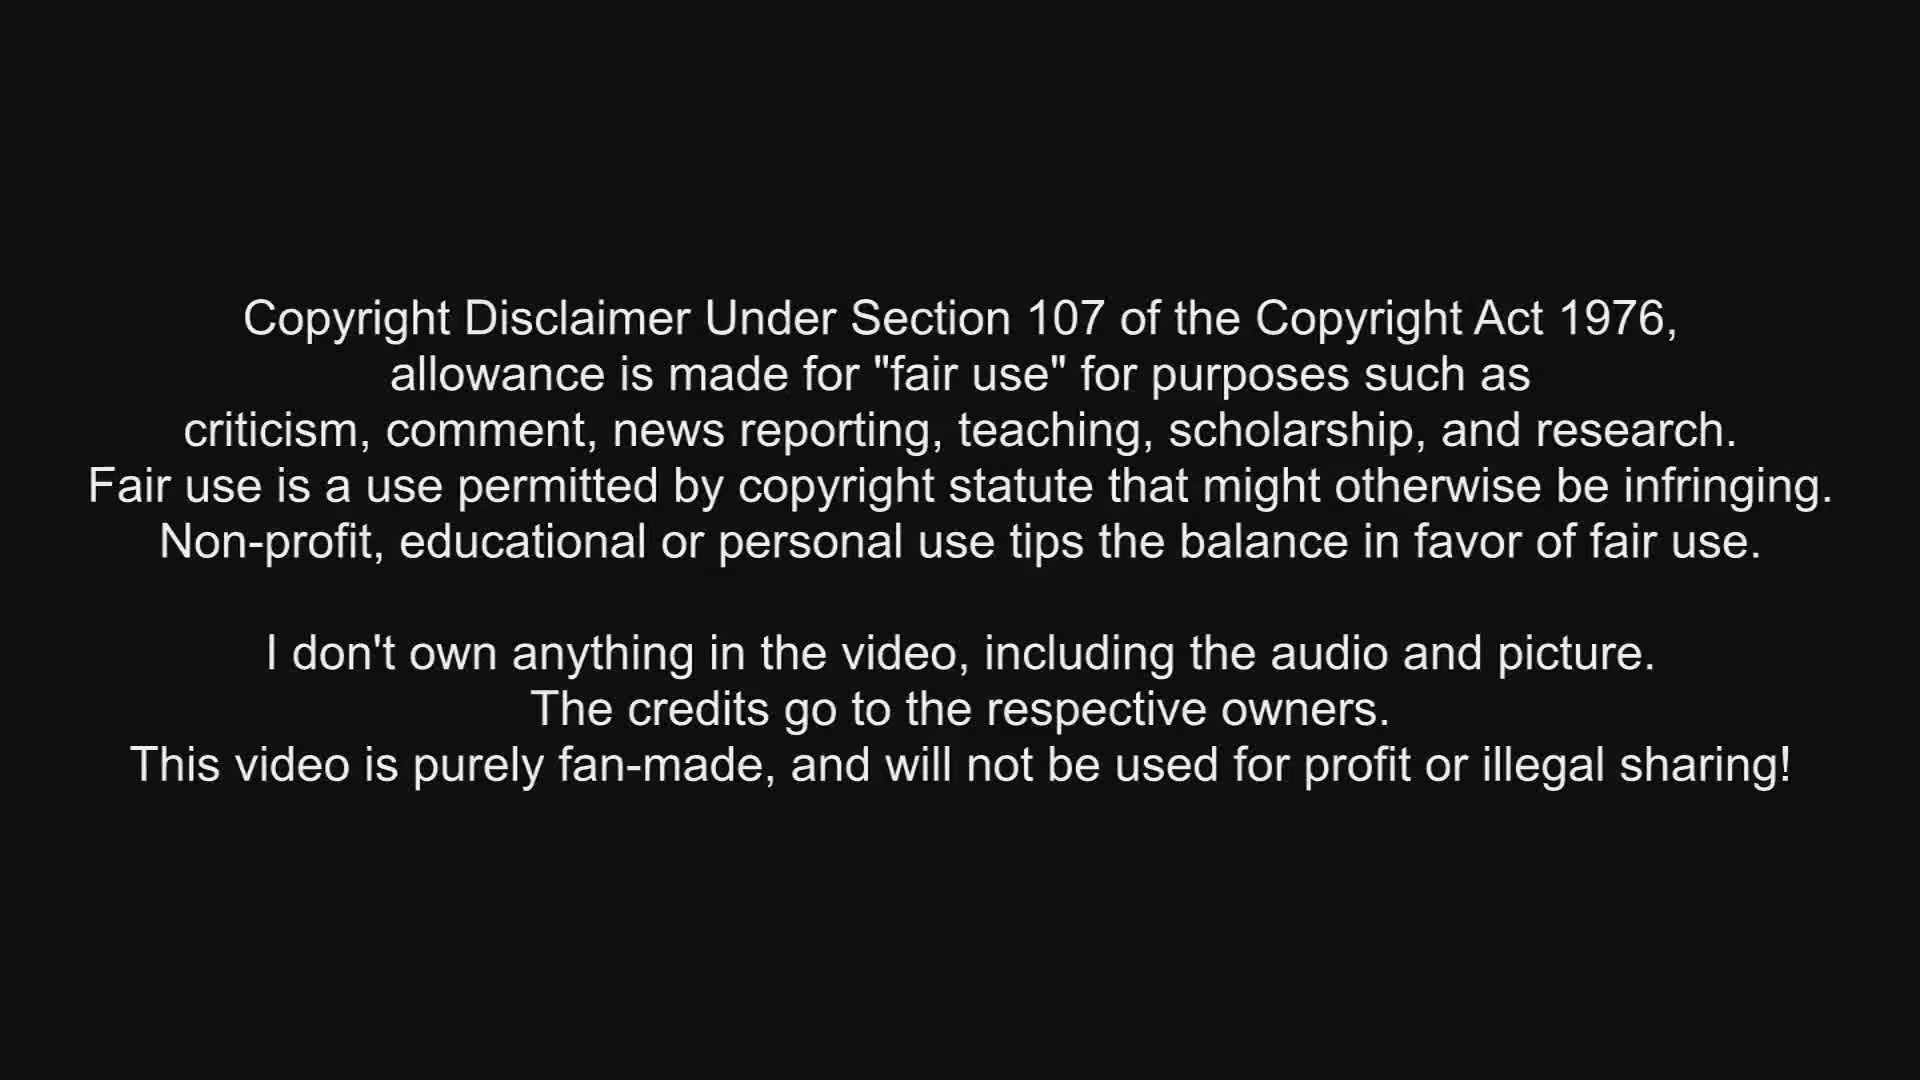 Copyright Disclaimer Under Section 107 of the Copyright Act 1976,
allowance is made for "fair use" for purposes such as
criticism, comment, news reporting, teaching, scholarship, and research.
Fair use is a use permitted by copyright statute that might otherwise be infringing.
Non-profit, educational or personal use tips the balance in favor of fair use.
I don't own anything in the video, including the audio and picture.
The credits go to the respective owners.
This video is purely fan-made, and will not be used for profit or illegal sharing!